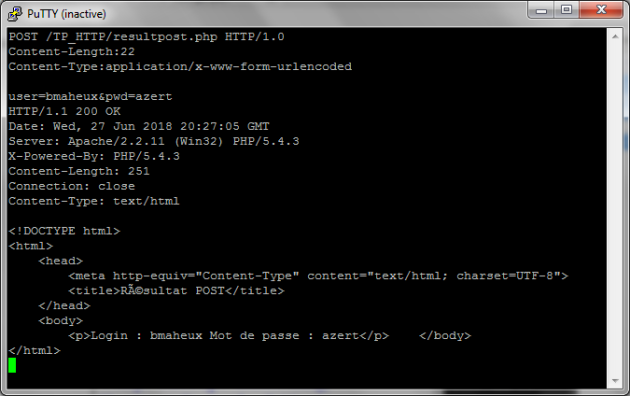 PuTTY (inactive)
POST /TP_HTTP/resultpost.php HTTP/1.0
Content-Length:22
Content-Type:application/x-www-form-urlencoded
user=bmaheux&pwd=azert
HTTP/1.1 200 OK
Date: Wed, 27 Jun 2018 20:27:05 GMT
Server: Apache/2.2.11 (Win32) PHP/5.4.3
X-Powered-By: PHP/5.4.3
Content-Length: 251
Connection: close
Content-Type: text/html
<!DOCTYPE html>
<html>
    <head>
        <meta http-equiv="Content-Type" content="text/html; charset=UTF-8">
        <title>RÃ©sultat POST</title>
    </head>
    <body>
        <p>Login : bmaheux Mot de passe : azert</p>    </body>
</html>